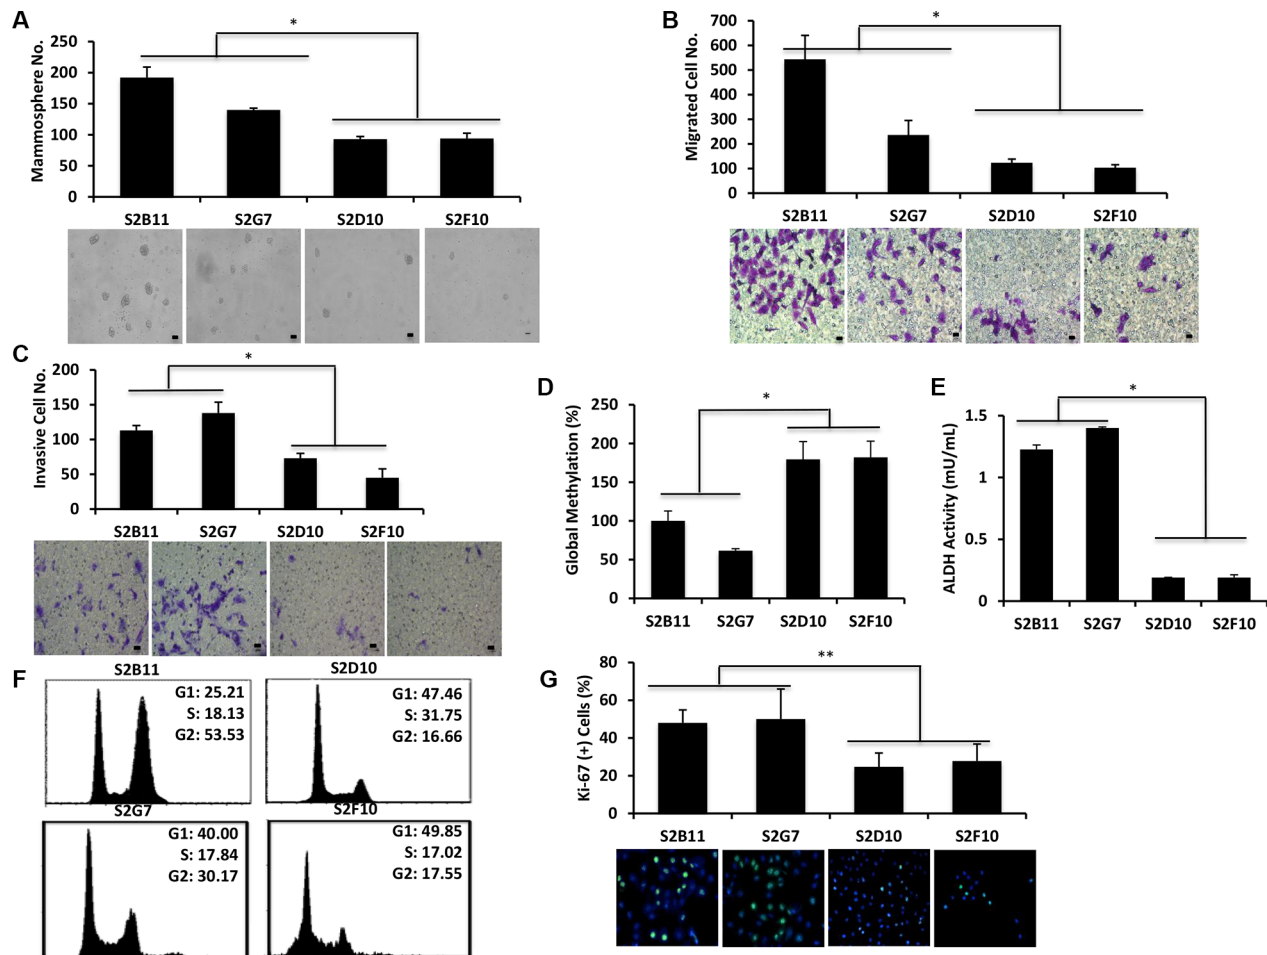 A
Mammosphere No.
250
200
150
100
50
0
*
S2B11 S2G7 S2D10 S2F10
B
Migrated Cell No.
700
600
500
400
300
200
100
0
*
S2B11 S2G7 S2D10 S2F10
C
Invasive Cell No.
200
150
100
50
0
*
S2B11 S2G7 S2D10 S2F10
D
Global Methylation (%)
250
200
150
100
50
0
*
S2B11 S2G7 S2D10 S2F10
E
ALDH Activity (mU/mL)
1.5
1
0.5
0
*
S2B11 S2G7 S2D10 S2F10
F
S2B11
G1: 25.21
S: 18.13
G2: 53.53
S2D10
G1: 47.46
S: 31.75
G2: 16.66
S2G7
G1: 40.00
S: 17.84
G2: 30.17
S2F10
G1: 49.85
S: 17.02
G2: 17.55
G
Ki-67 (+) Cells (%)
80
60
40
20
0
**
S2B11 S2G7 S2D10 S2F10